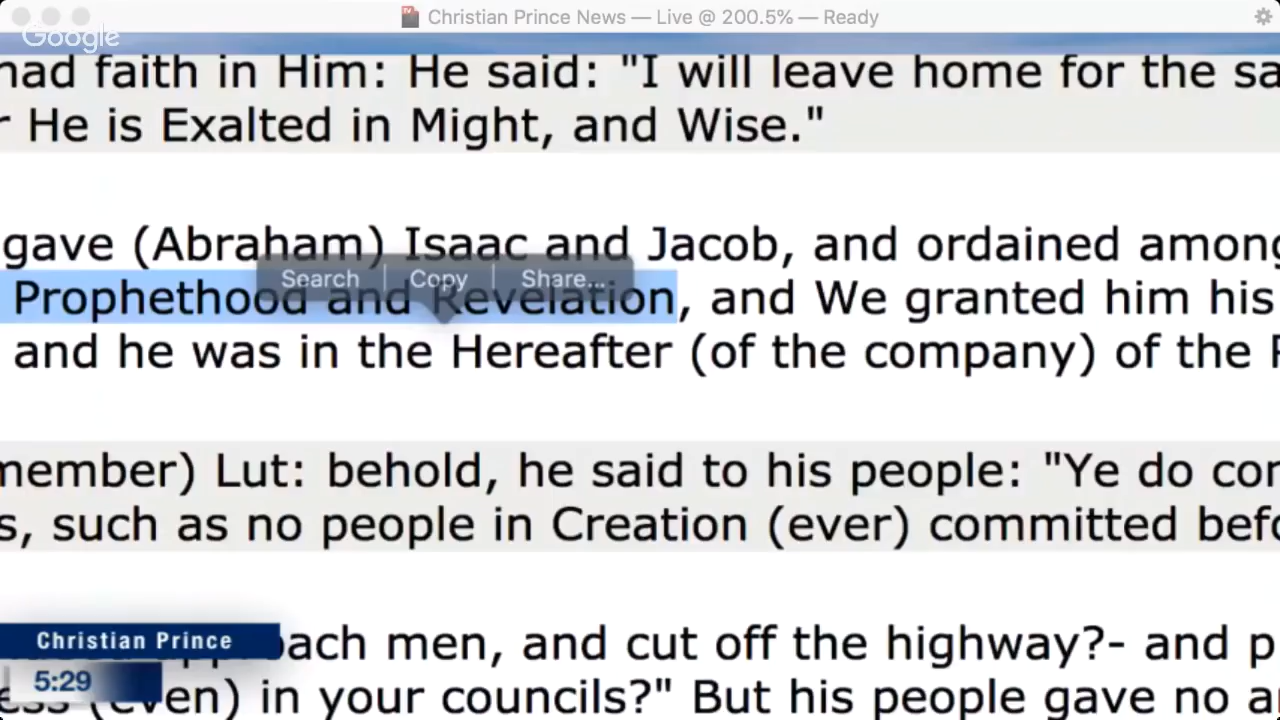 Christian Prince News — Live @ 200.5% — Ready
Google
had faith in Him: He said: "I will leave home for the sa
r He is Exalted in Might, and Wise."
gave (Abraham) Isaac and Jacob, and ordained among
Search Copy Share...
Prophethood and Revelation, and We granted him his
and he was in the Hereafter (of the company) of the
member) Lut: behold, he said to his people: "Ye do con
s, such as no people in Creation (ever) committed befo
Christian Prince
ach men, and cut off the highway?- and p
5:29
(even) in your councils?" But his people gave no a